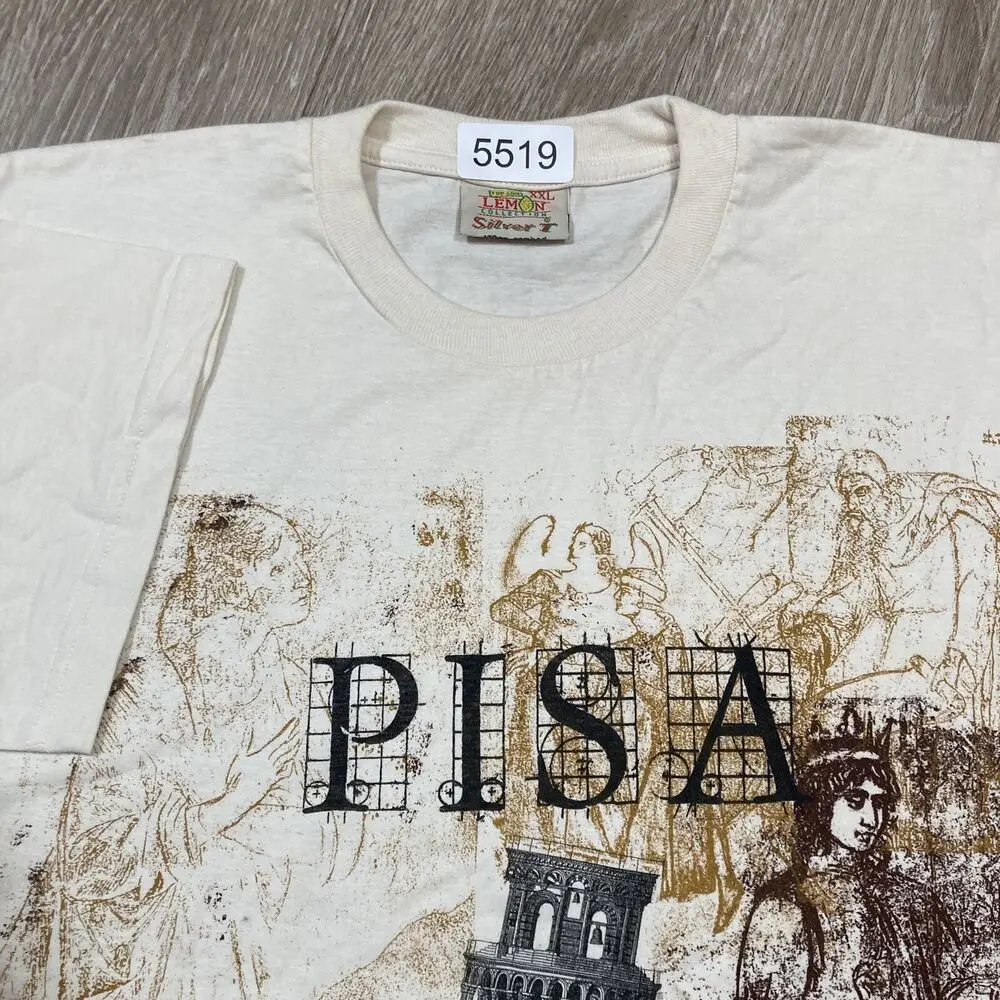 5519
XXL
LEMON
COLLECTION
Silver T
PISA